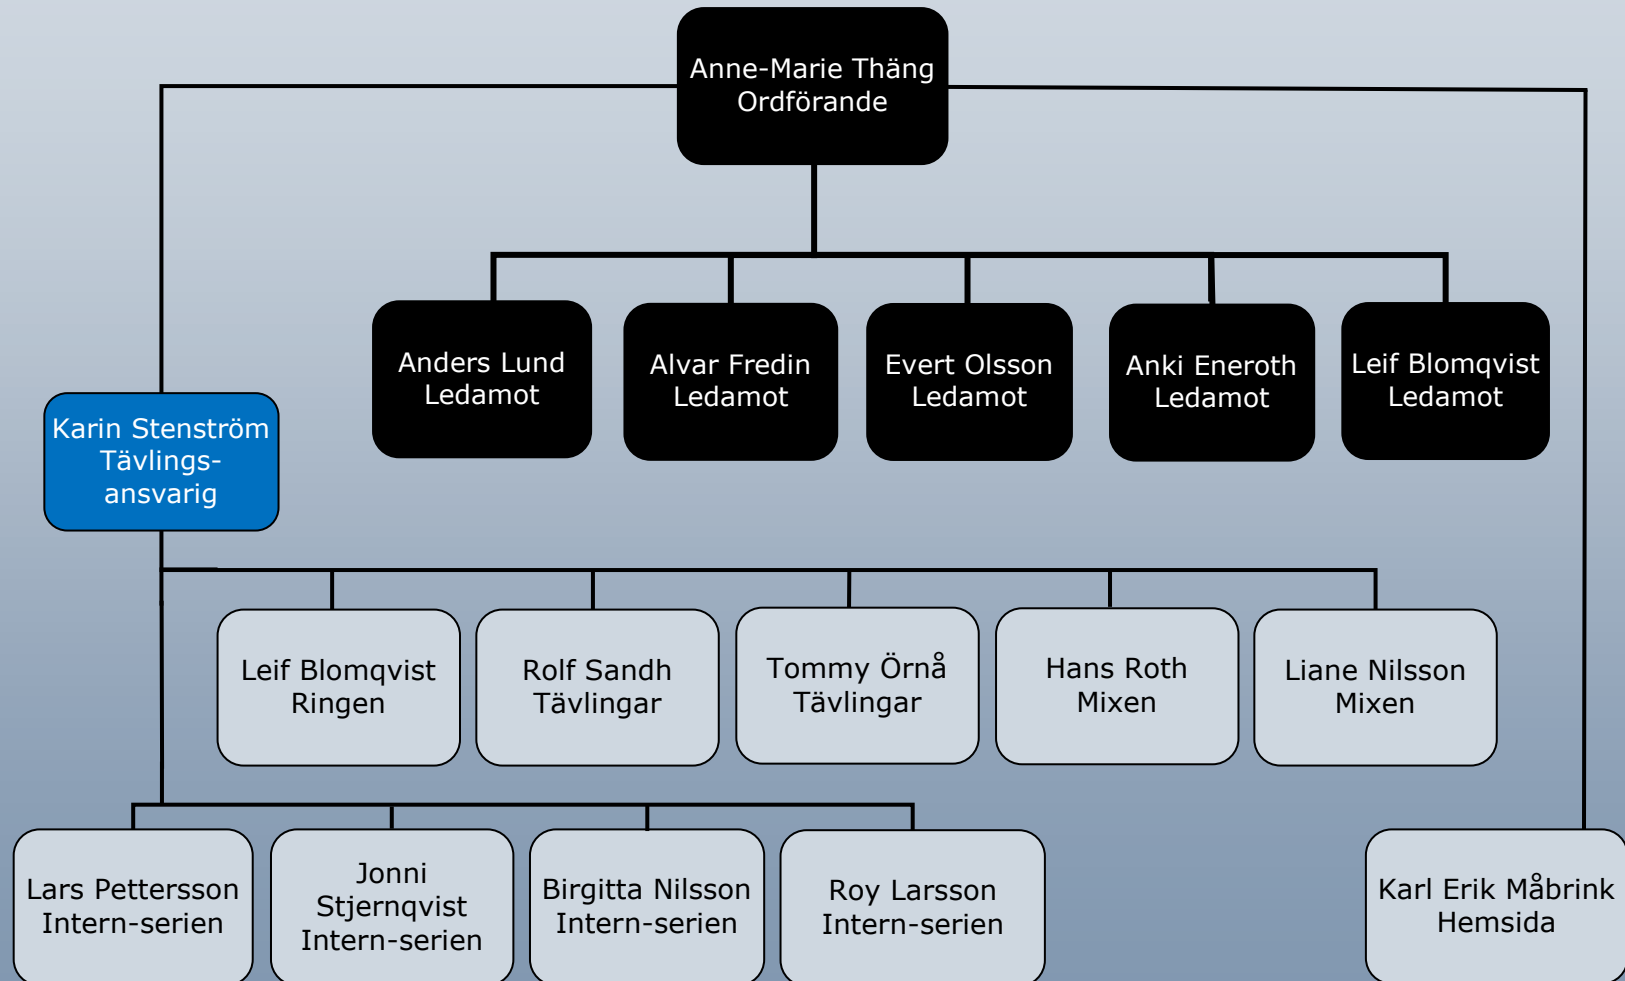 Anne-Marie Thäng
Ordförande
Anders Lund
Ledamot
Alvar Fredin
Ledamot
Evert Olsson
Ledamot
Anki Eneroth
Ledamot
Leif Blomqvist
Ledamot
Karin Stenström
Tävlings-
ansvarig
Leif Blomqvist
Ringen
Rolf Sandh
Tävlingar
Tommy Örnå
Tävlingar
Hans Roth
Mixen
Liane Nilsson
Mixen
Lars Pettersson
Intern-serien
Jonni
Stjernqvist
Intern-serien
Birgitta Nilsson
Intern-serien
Roy Larsson
Intern-serien
Karl Erik Måbrink
Hemsida